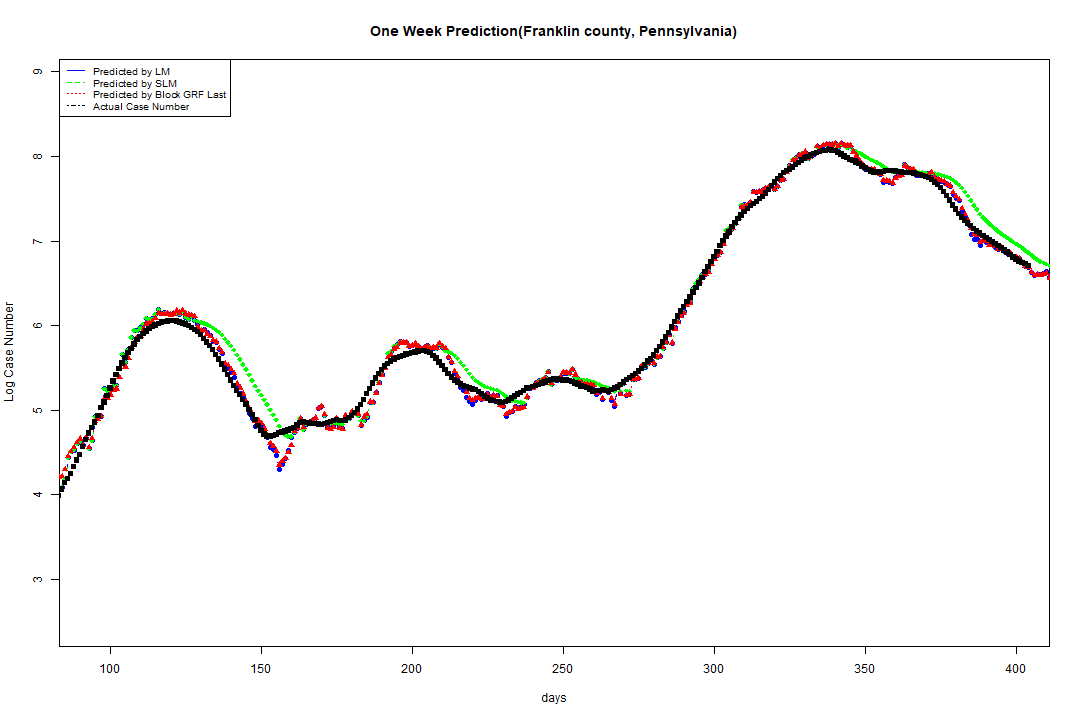 One Week Prediction(Franklin county, Pennsylvania)
Predicted by LM
Predicted by SLM
Predicted by Block GRF Last
Actual Case Number
9
8
7
6
5
4
3
Log Case Number
100 150 200 250 300 350 400
days